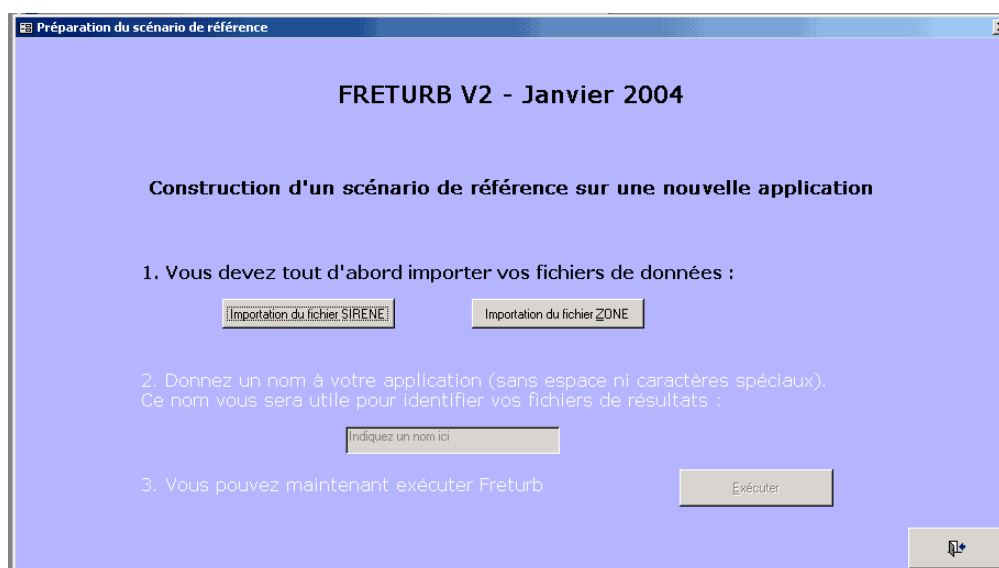 Préparation du scénario de référence
FRETURB V2 - Janvier 2004
Construction d'un scénario de référence sur une nouvelle application
1. Vous devez tout d'abord importer vos fichiers de données :
Importation du fichier SIRENE
Importation du fichier ZONE
2. Donnez un nom à votre application (sans espace ni caractères spéciaux).
Ce nom vous sera utile pour identifier vos fichiers de résultats :
Indiquez un nom ici
3. Vous pouvez maintenant exécuter Freturb
Exécuter